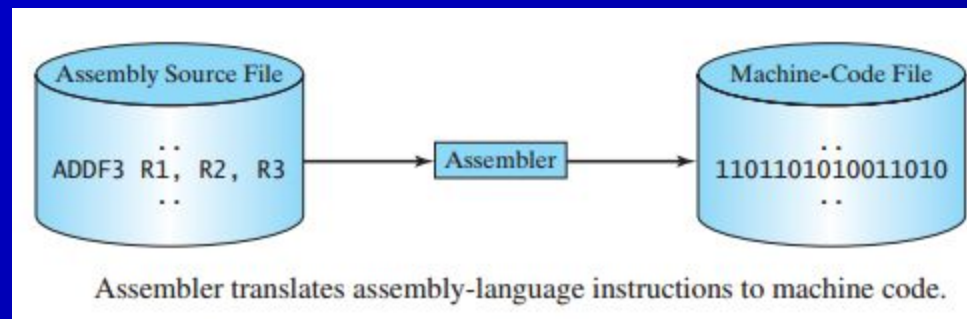 Assembly Source File
..
ADDF3 R1, R2, R3
..
Assembler
Machine-Code File
..
1101101010011010
..
Assembler translates assembly-language instructions to machine code.